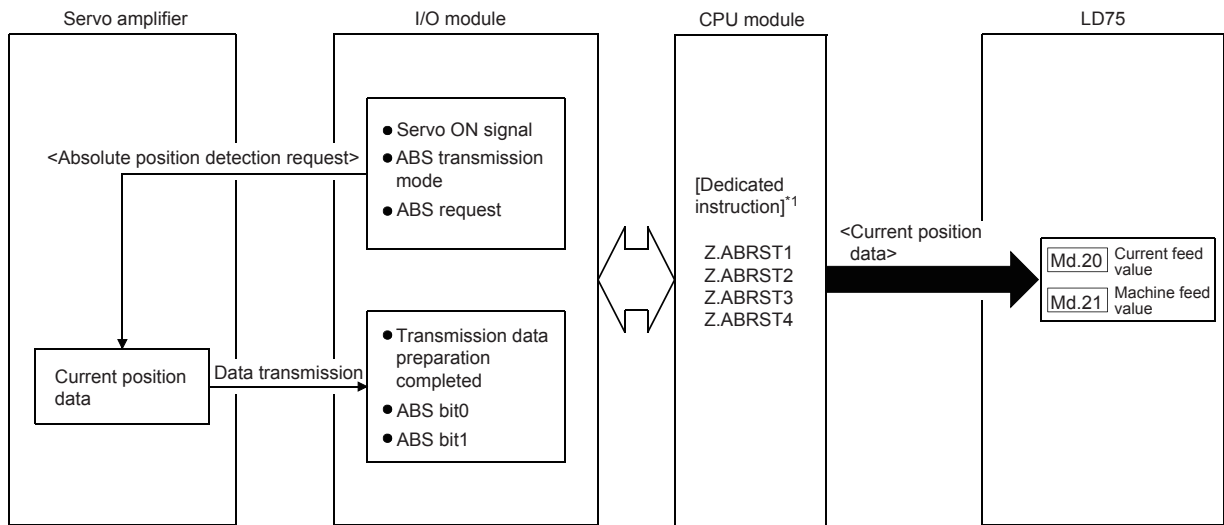 Servo amplifier
I/O module
CPU module
LD75
● Servo ON signal
● ABS transmission
mode
● ABS request
<Absolute position detection request>
Current position
data
Data transmission
● Transmission data
preparation
completed
● ABS bit0
● ABS bit1
[Dedicated
instruction]*1
Z.ABRST1
Z.ABRST2
Z.ABRST3
Z.ABRST4
<Current position
data>
Md.20 Current feed
value
Md.21 Machine feed
value